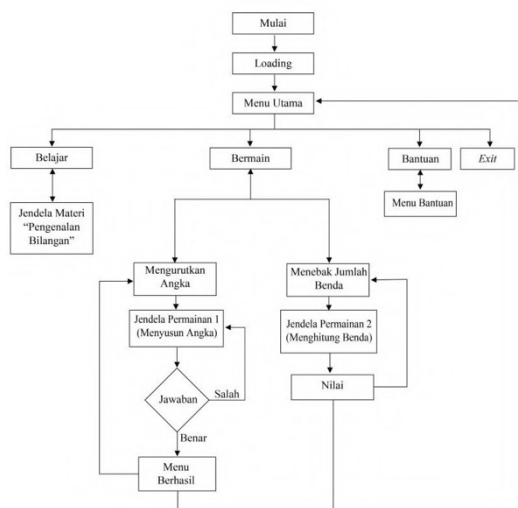 Mulai
Loading
Menu Utama
Belajar
Bermain
Bantuan
Exit
Jendela Materi
“Pengenalan
Bilangan”
Menu Bantuan
Mengurutkan
Angka
Menebak Jumlah
Benda
Jendela Permainan 1
(Menyusun Angka)
Jendela Permainan 2
(Menghitung Benda)
Jawaban
Salah
Nilai
Benar
Menu
Berhasil